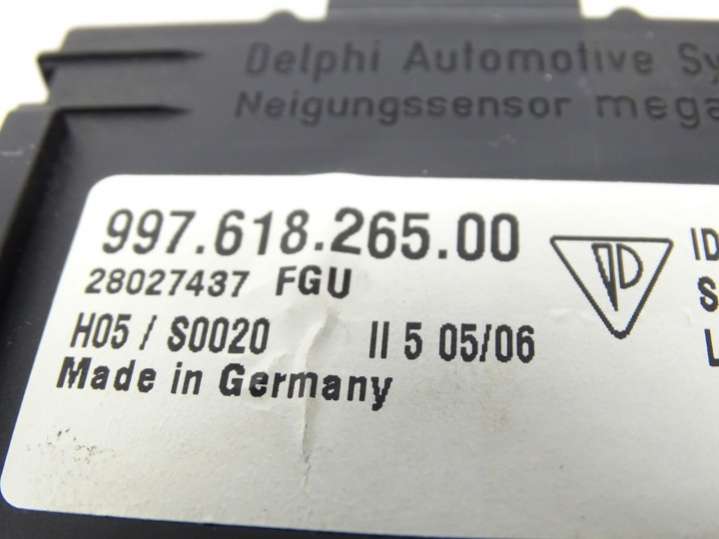 Delphi Automotive Sy
Neigungssensor mega
997.618.265.00
28027437 FGU
H05 / S0020 II 5 05/06
Made in Germany
ID
S
L